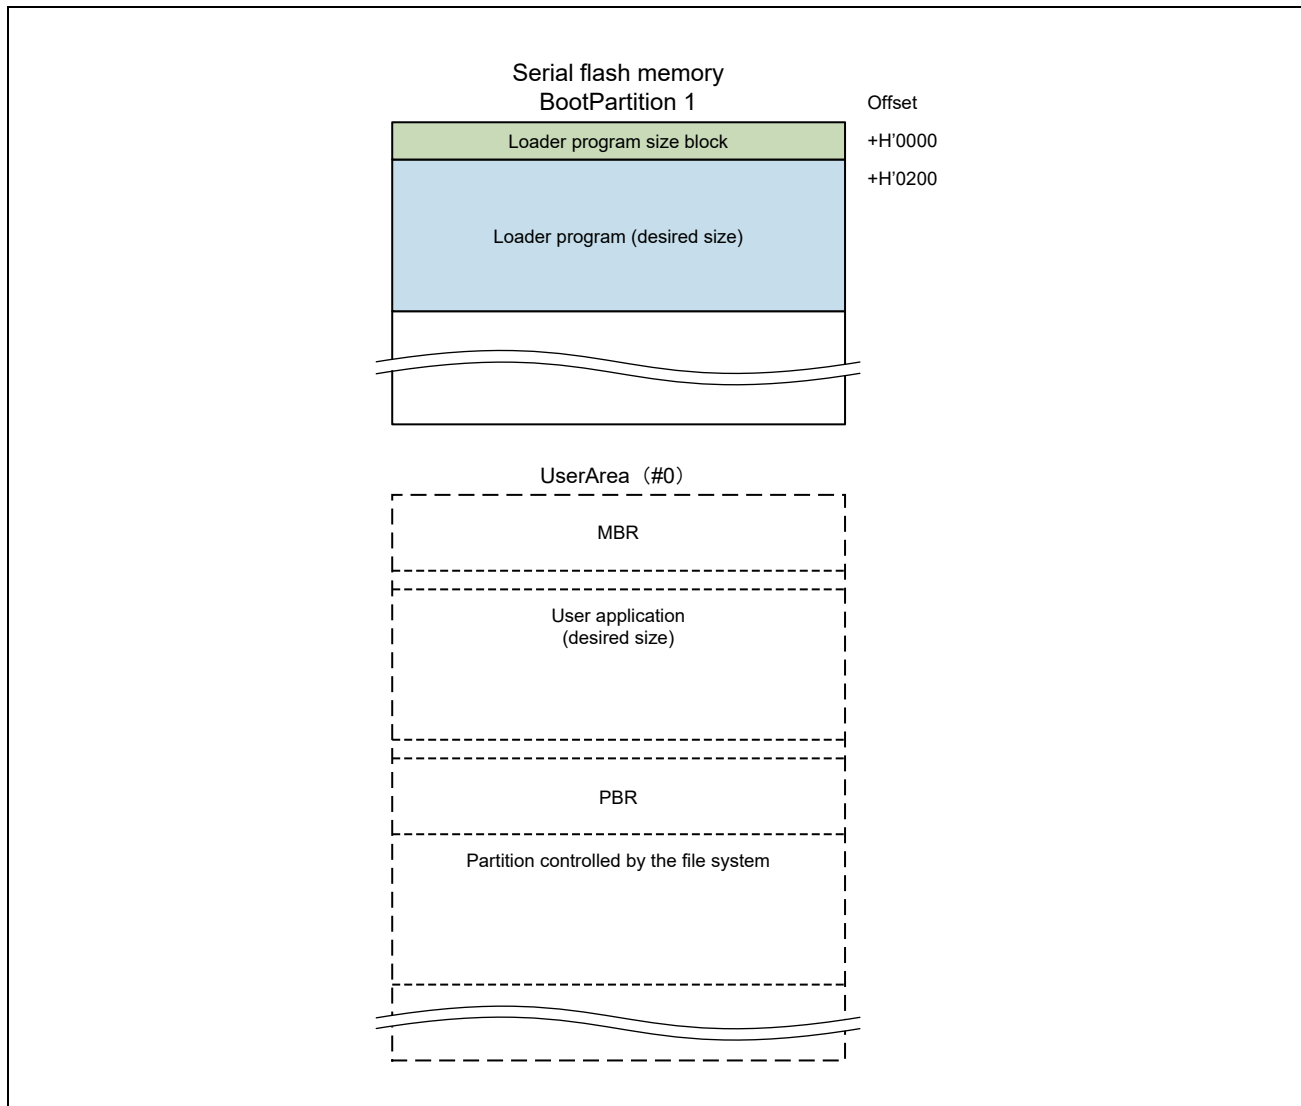 Serial flash memory
BootPartition 1
Offset
Loader program size block
+H’0000
+H’0200
Loader program (desired size)
UserArea（#0）
MBR
User application
(desired size)
PBR
Partition controlled by the file system